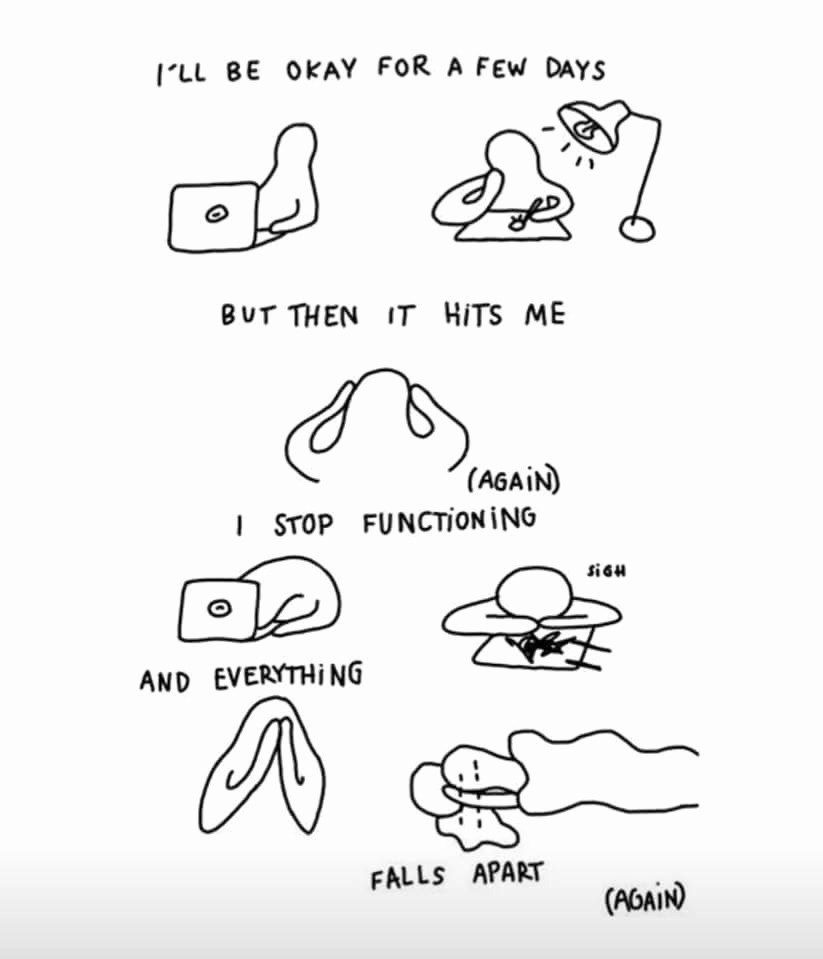 I'LL BE OKAY FOR A FEW DAYS
BUT THEN IT HiTS ME
(AGAiN)
I STOP FUNCTiONiNG
SiGH
AND EVERYTHiNG
FALLS APART
(AGAiN)